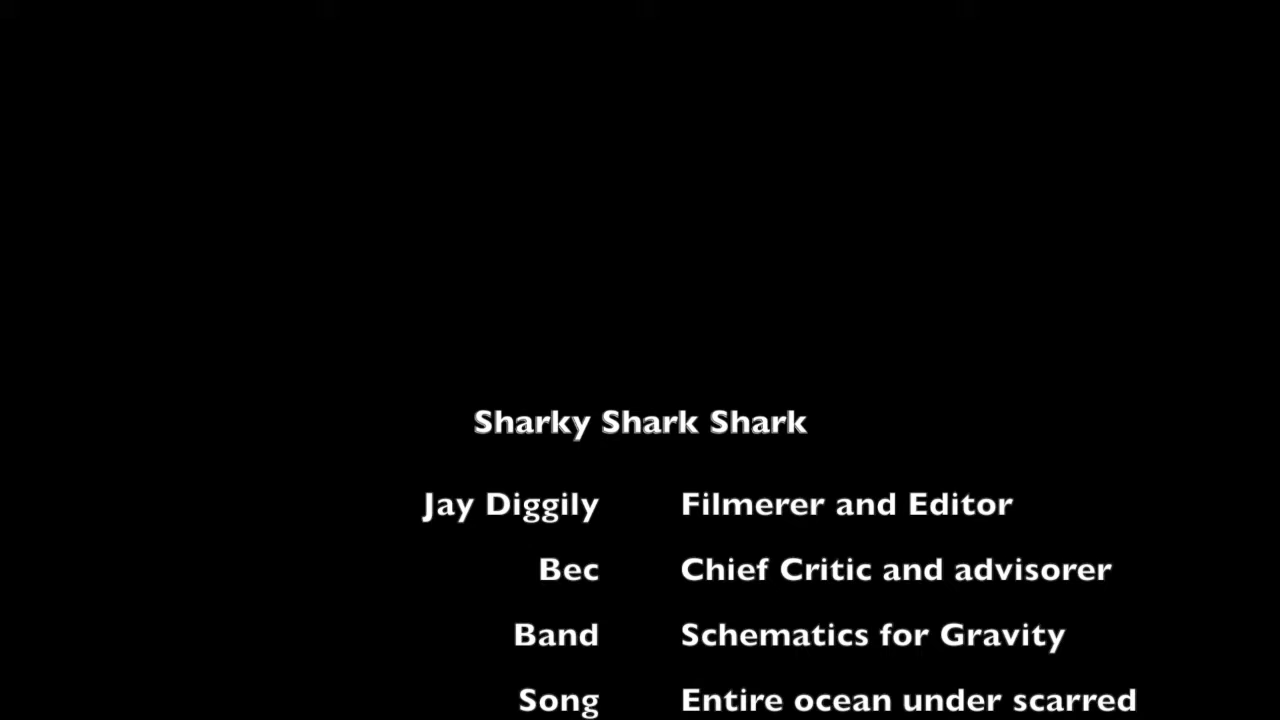 Sharky Shark Shark
Jay Diggily Filmerer and Editor
Bec Chief Critic and advisorer
Band Schematics for Gravity
Song Entire ocean under scarred